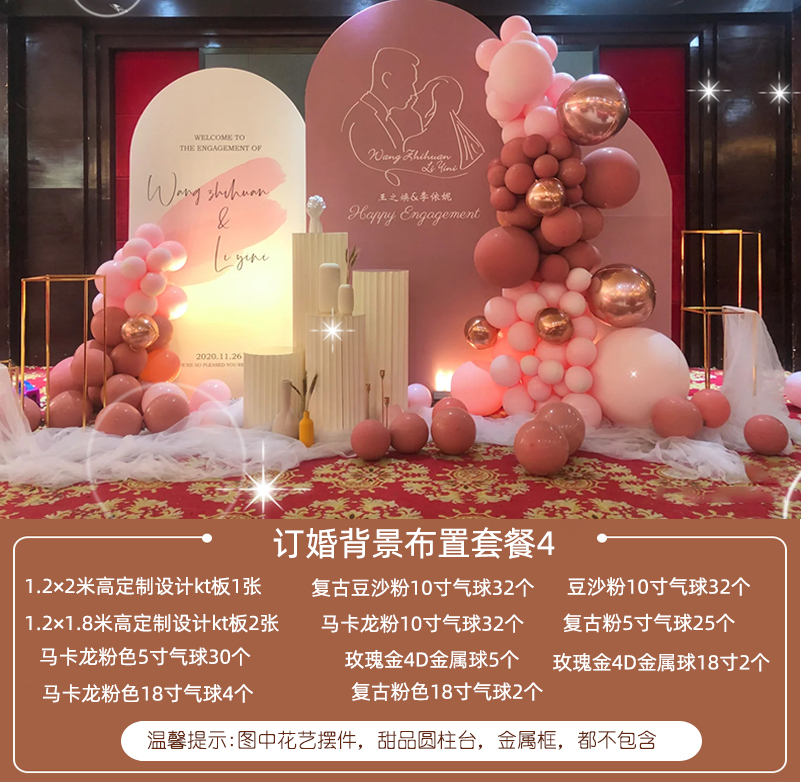 WELCOME TO
THE ENGAGEMENT OF
Wang zhihuan
&
Li yini
2020.11.26
Wang Zhihuan
Li Yini
王之焕&李依妮
Happy Engagement
订婚背景布置套餐4
1.2×2米高定制设计kt板1张
复古豆沙粉10寸气球32个
豆沙粉10寸气球32个
1.2×1.8米高定制设计kt板2张
马卡龙粉10寸气球32个
复古粉5寸气球25个
马卡龙粉色5寸气球30个
玫瑰金4D金属球5个
玫瑰金4D金属球18寸2个
马卡龙粉色18寸气球4个
复古粉色18寸气球2个
温馨提示:图中花艺摆件，甜品圆柱台，金属框，都不包含